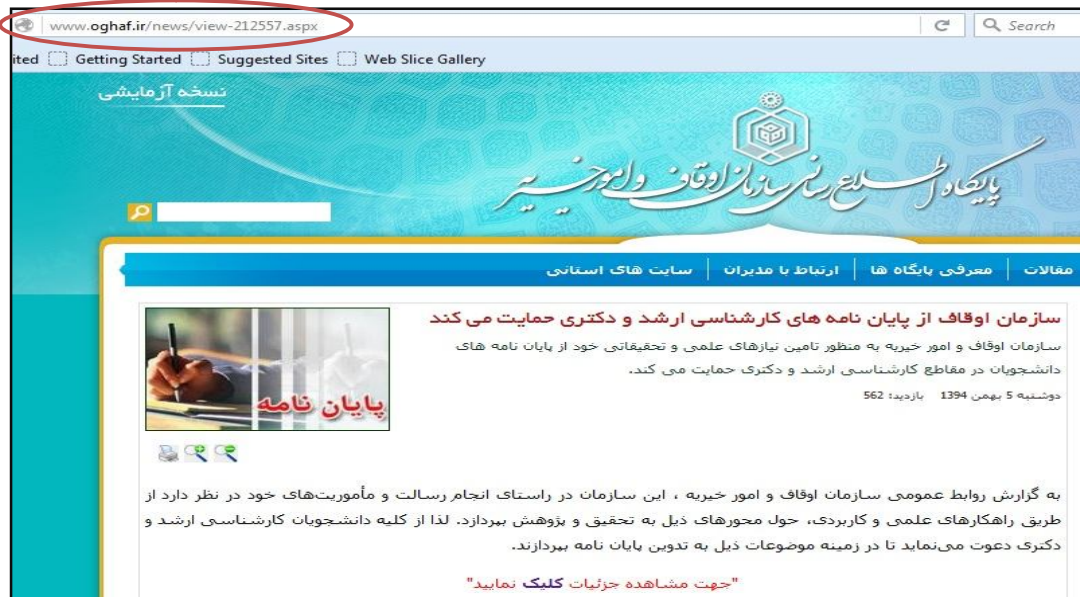 www.oghaf.ir/news/view-212557.aspx
Search
ited Getting Started Suggested Sites Web Slice Gallery
نسخه آزمایشی
پایگاه اطلاع رسانی سازمان اوقاف و امور خیریه
مقالات معرفی پایگاه ها ارتباط با مدیران سایت های استانی
سازمان اوقاف از پایان نامه های کارشناسی ارشد و دکتری حمایت می کند
سازمان اوقاف و امور خیریه به منظور تامین نیازهای علمی و تحقیقاتی خود از پایان نامه های
دانشجویان در مقاطع کارشناسی ارشد و دکتری حمایت می کند.
دوشنبه 5 بهمن 1394 بازدید: 562
پایان نامه
به گزارش روابط عمومی سازمان اوقاف و امور خیریه ، این سازمان در راستای انجام رسالت و مأموریت‌های خود در نظر دارد از
طریق راهکارهای علمی و کاربردی، حول محورهای ذیل به تحقیق و پژوهش بپردازد. لذا از کلیه دانشجویان کارشناسی ارشد و
دکتری دعوت می‌نماید تا در زمینه موضوعات ذیل به تدوین پایان نامه بپردازند.
"جهت مشاهده جزئیات کلیک نمایید"